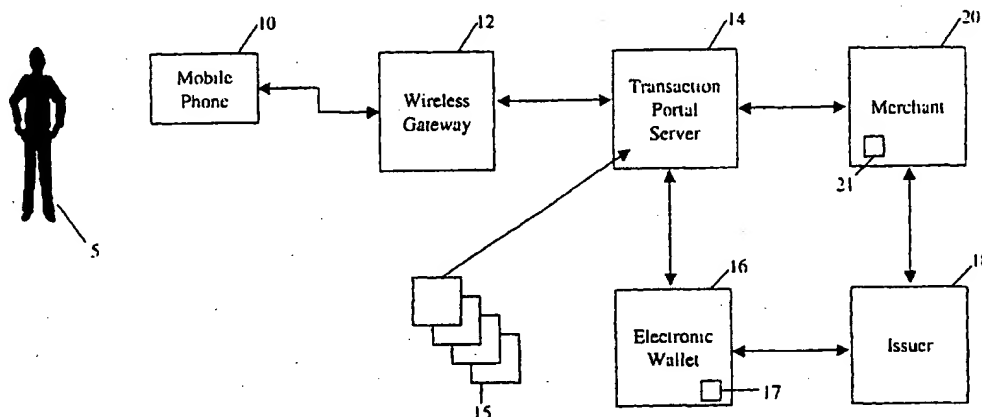 10
12
14
20
Mobile
Phone
Wireless
Gateway
Transaction
Portal
Server
Merchant
21
5
16
18
Electronic
Wallet
17
Issuer
15